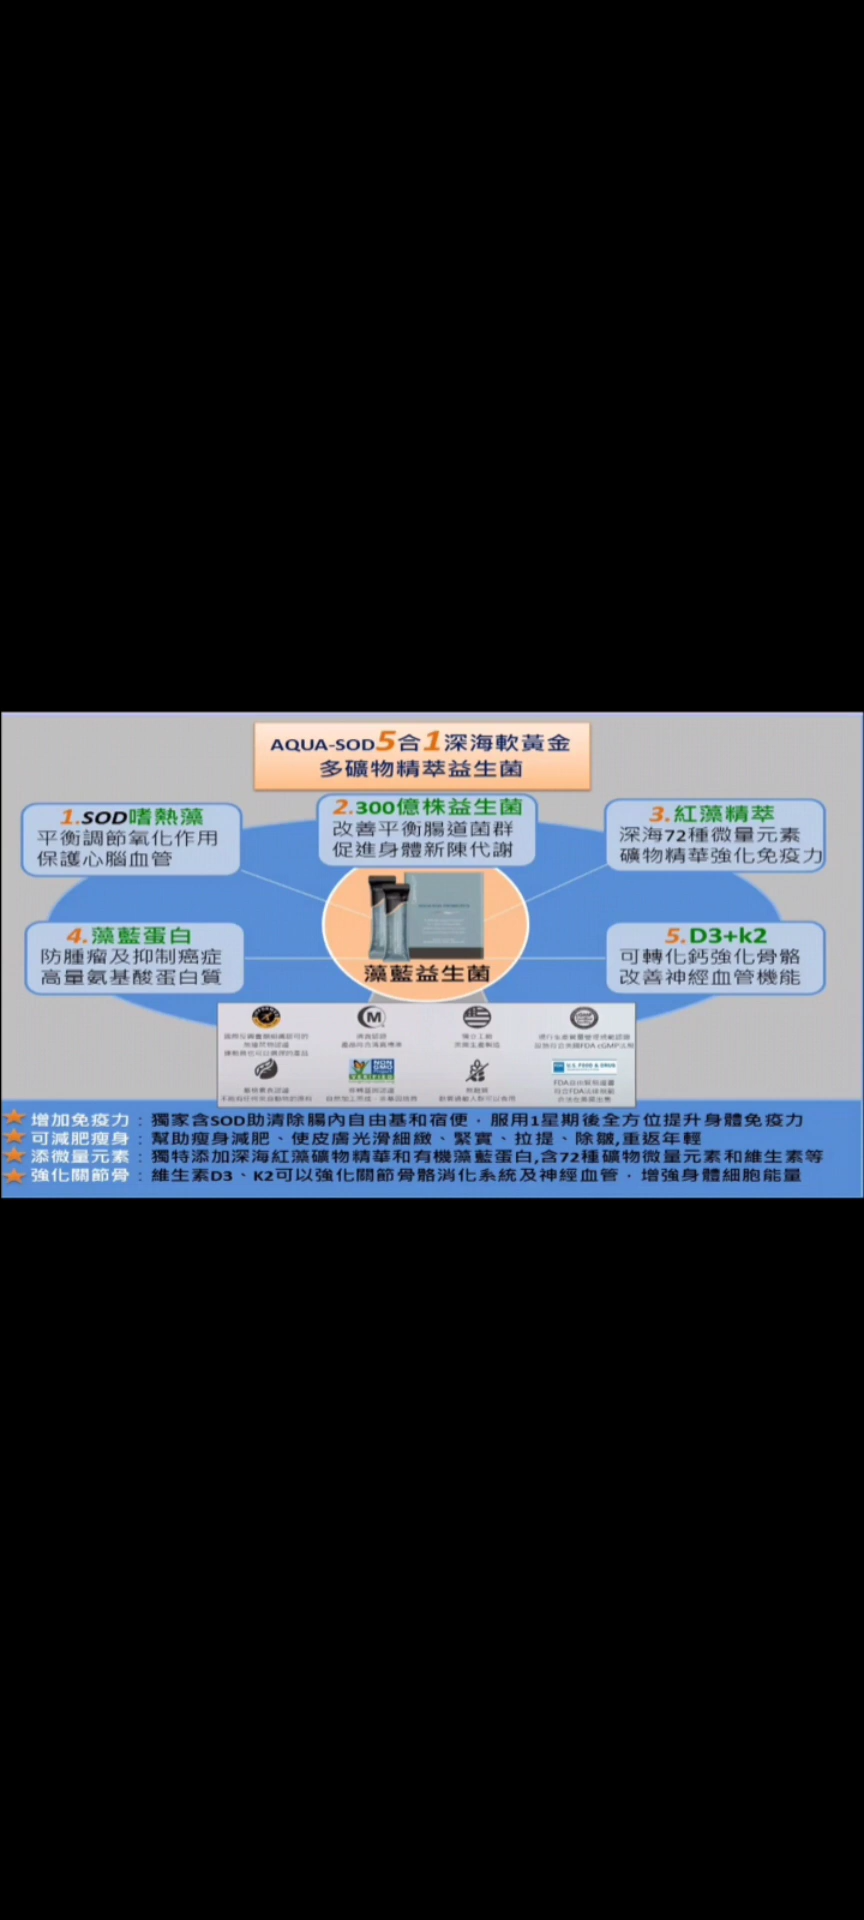 AQUA-SOD5合1深海軟黃金
多礦物精萃益生菌
1.SOD嗜熱藻
平衡調節氧化作用
保護心腦血管
2.300億株益生菌
改善平衡腸道菌群
促進身體新陳代謝
3.紅藻精萃
深海72種微量元素
礦物精華強化免疫力
4.藻藍蛋白
防腫瘤及抑制癌症
高量氨基酸蛋白質
5.D3+k2
可轉化鈣強化骨骼
改善神經血管機能
藻藍益生菌
M
NON
GMO
VERIFIED
U.S. FOOD & DRUG
增加免疫力：獨家含SOD助清除腸內自由基和宿便，服用1星期後全方位提升身體免疫力
可減肥瘦身：幫助瘦身減肥、使皮膚光滑細緻、緊實、拉提、除皺,重返年輕
添微量元素：獨特添加深海紅藻礦物精華和有機藻藍蛋白,含72種礦物微量元素和維生素等
強化關節骨：維生素D3、K2可以強化關節骨骼消化系統及神經血管，增強身體細胞能量